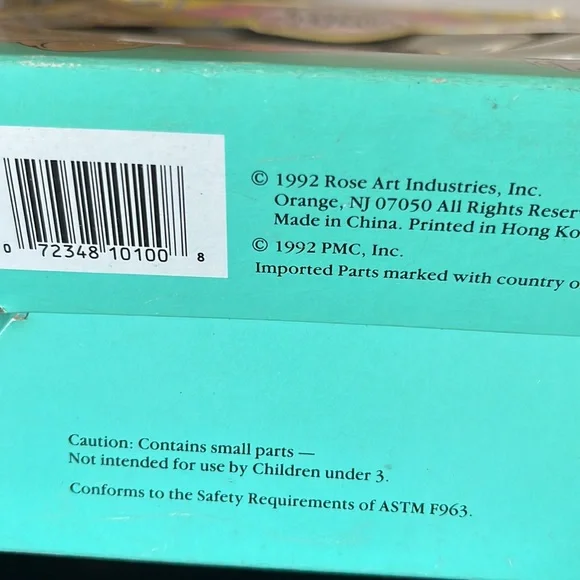 © 1992 Rose Art Industries, Inc.
Orange, NJ 07050 All Rights Reser
Made in China. Printed in Hong Ko
© 1992 PMC, Inc.
Imported Parts marked with country o
0 72348 10100 8
Caution: Contains small parts —
Not intended for use by Children under 3.
Conforms to the Safety Requirements of ASTM F963.